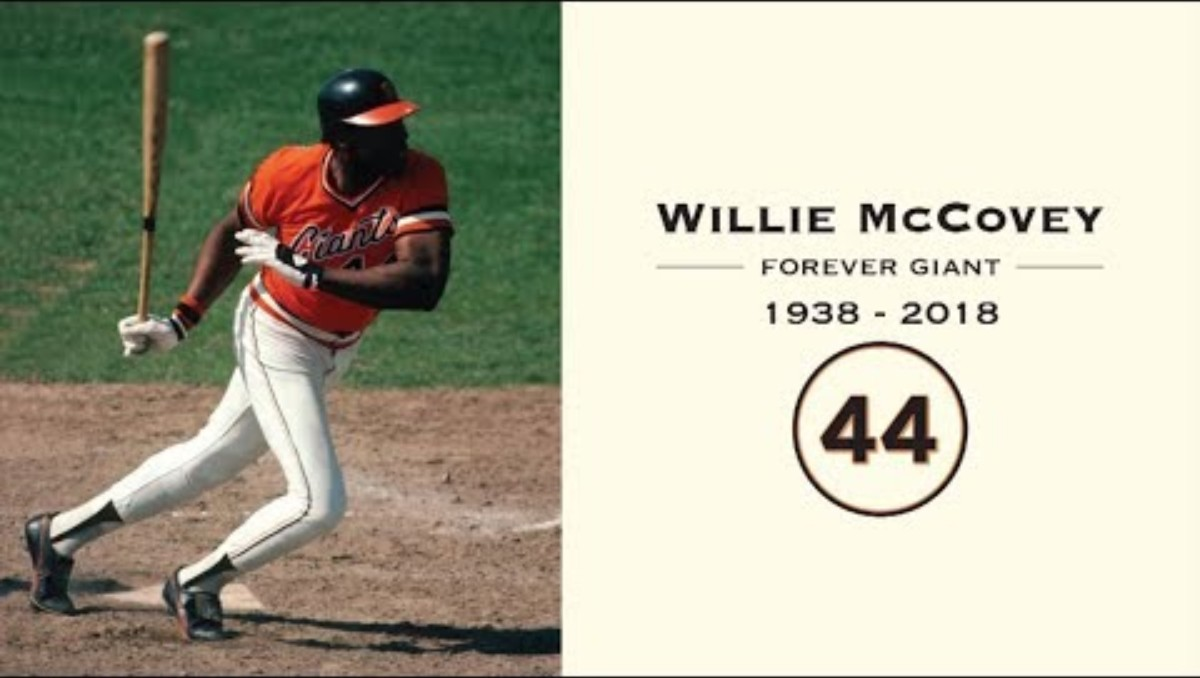 Giants
WILLIE MCCOVEY
FOREVER GIANT
1938 - 2018
44